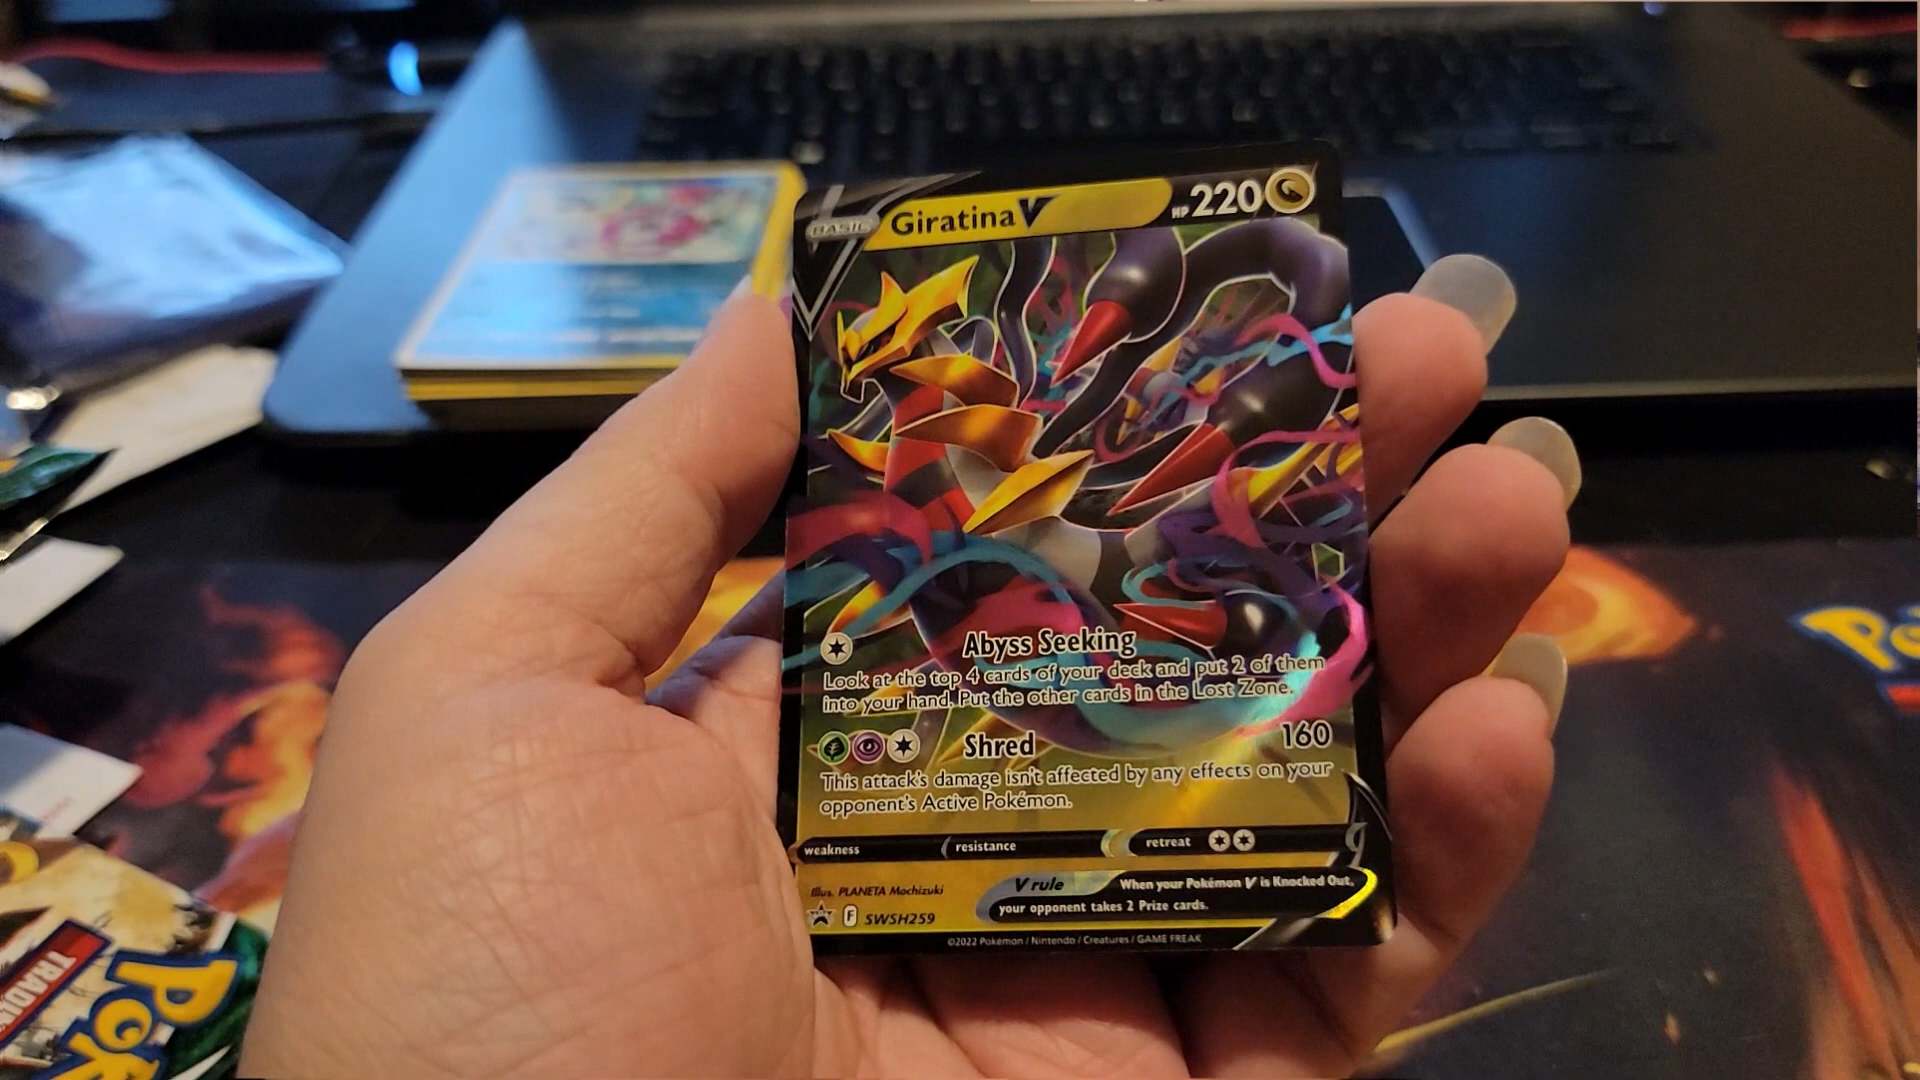 BASIC Giratina V HP 220
Abyss Seeking
Look at the top 4 cards of your deck and put 2 of them
into your hand. Put the other cards in the Lost Zone.
Shred 160
This attack's damage isn't affected by any effects on your
opponent's Active Pokémon.
weakness resistance retreat
V rule When your Pokémon V is Knocked Out,
your opponent takes 2 Prize cards.
Illus. PLANETA Mochizuki
F SWSH259
©2022 Pokémon / Nintendo / Creatures / GAME FREAK